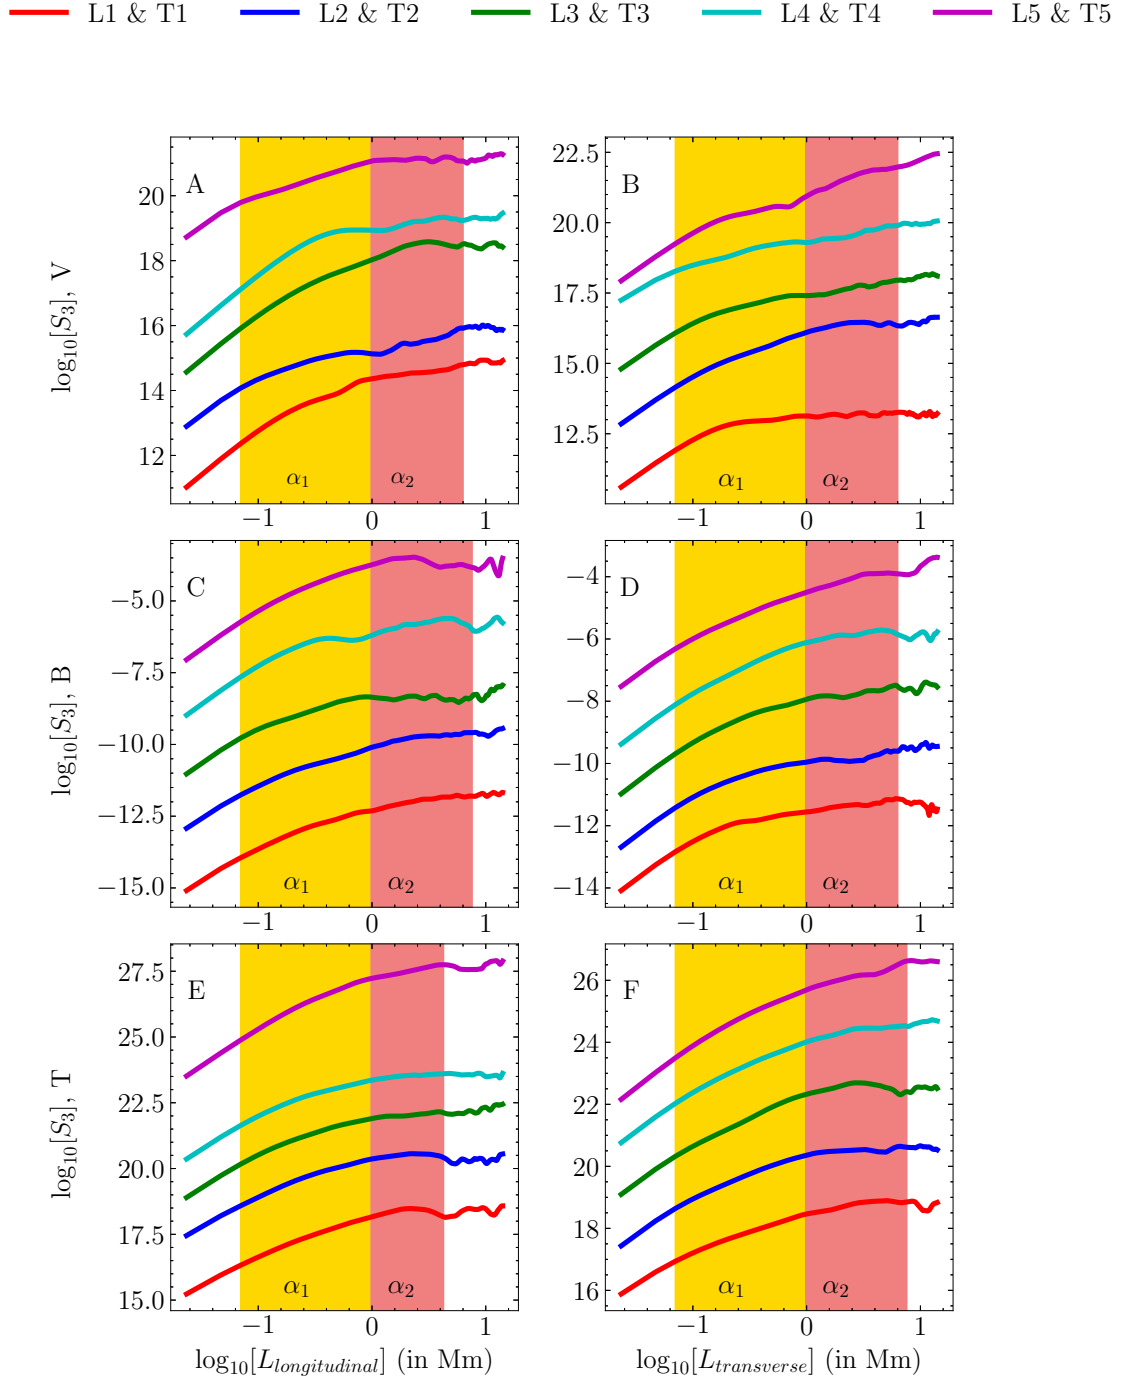 L1 & T1 L2 & T2 L3 & T3 L4 & T4 L5 & T5
A
20
18
16
14
12
α₁ α₂
−1 0 1
log₁₀[S₃], V
B
22.5
20.0
17.5
15.0
12.5
α₁ α₂
−1 0 1
C
−5.0
−7.5
−10.0
−12.5
−15.0
α₁ α₂
−1 0 1
log₁₀[S₃], B
D
−4
−6
−8
−10
−12
−14
α₁ α₂
−1 0 1
E
27.5
25.0
22.5
20.0
17.5
15.0
α₁ α₂
−1 0 1
log₁₀[S₃], T
log₁₀[L_longitudinal] (in Mm)
F
26
24
22
20
18
16
α₁ α₂
−1 0 1
log₁₀[L_transverse] (in Mm)